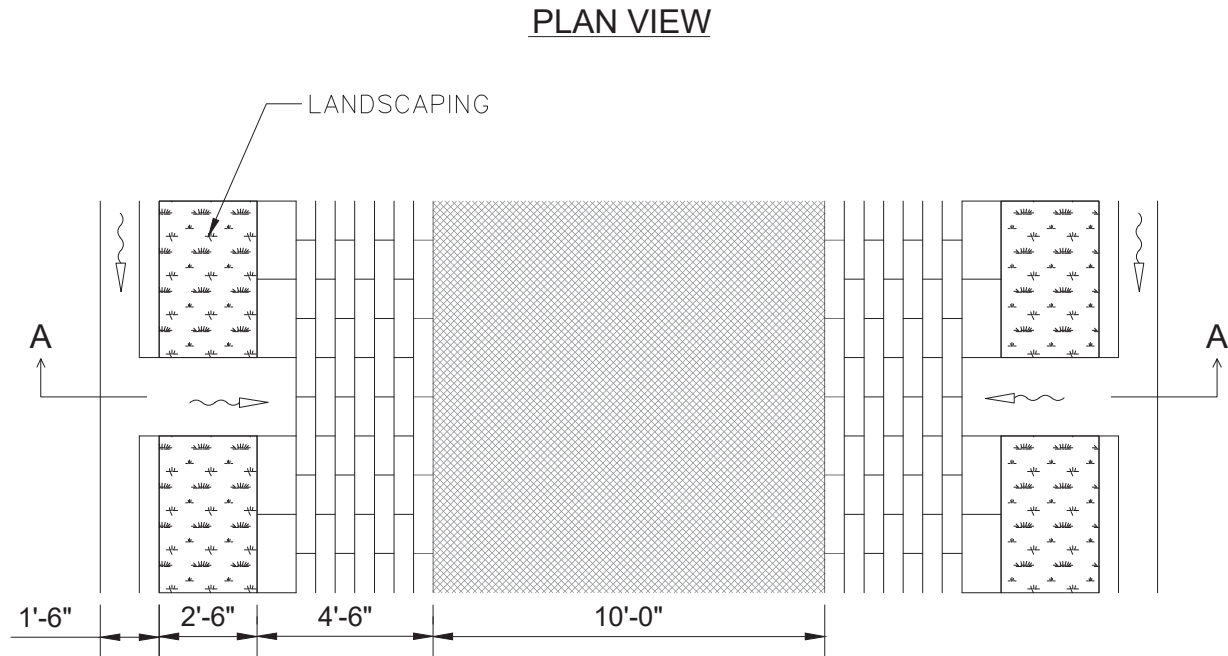 PLAN VIEW
LANDSCAPING
A
A
1'-6"
2'-6"
4'-6"
10'-0"